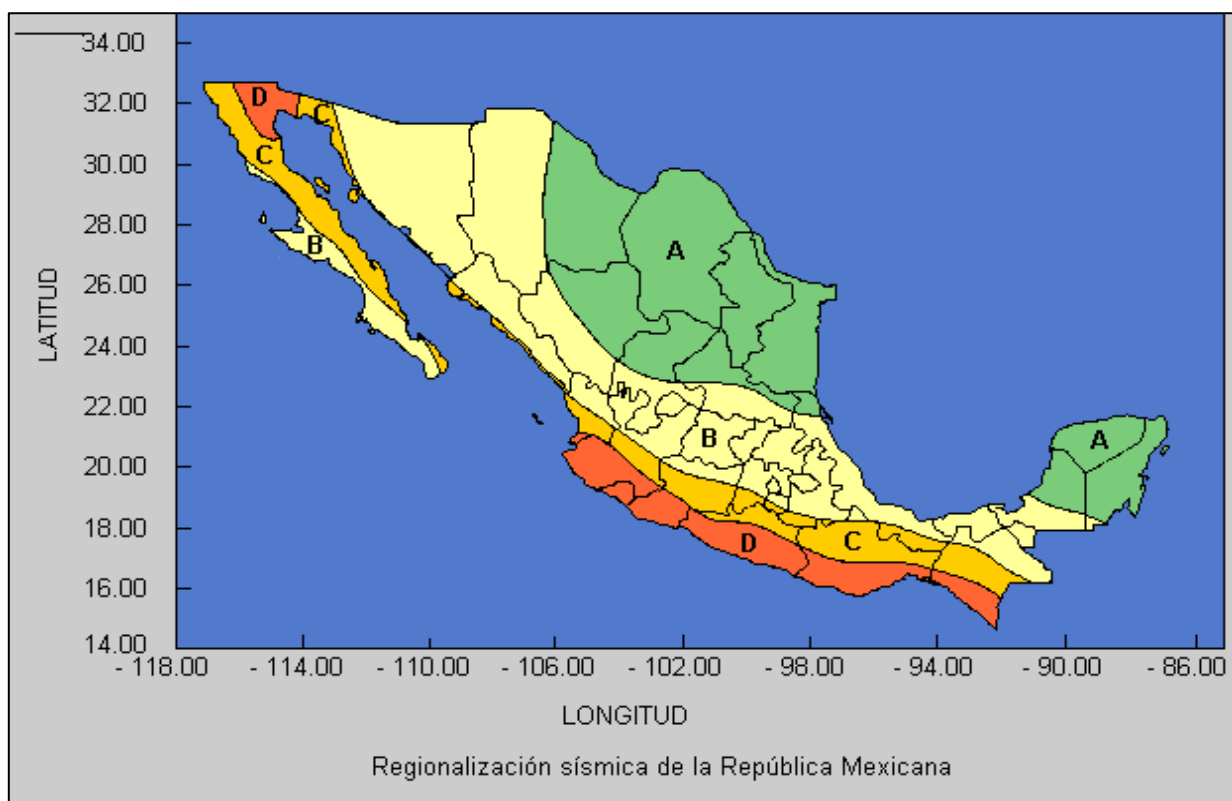 34.00
32.00
30.00
28.00
26.00
24.00
22.00
20.00
18.00
16.00
14.00
LATITUD
D
C
C
B
A
B
A
D
C
- 118.00 - 114.00 - 110.00 - 106.00 - 102.00 - 98.00 - 94.00 - 90.00 - 86.00
LONGITUD
Regionalización sísmica de la República Mexicana